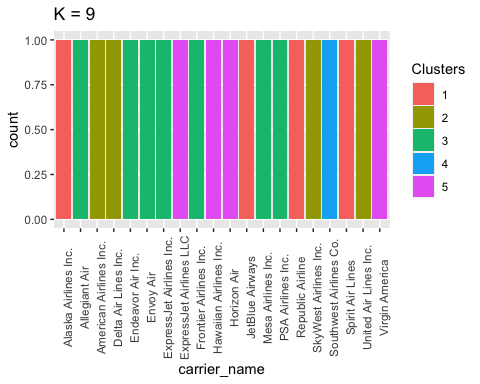 K = 9
1.00
0.75
0.50
0.25
0.00
count
Alaska Airlines Inc.
Allegiant Air
American Airlines Inc.
Delta Air Lines Inc.
Endeavor Air Inc.
Envoy Air
ExpressJet Airlines Inc.
ExpressJet Airlines LLC
Frontier Airlines Inc.
Hawaiian Airlines Inc.
Horizon Air
JetBlue Airways
Mesa Airlines Inc.
PSA Airlines Inc.
Republic Airline
SkyWest Airlines Inc.
Southwest Airlines Co.
Spirit Air Lines
United Air Lines Inc.
Virgin America
carrier_name
Clusters
1
2
3
4
5